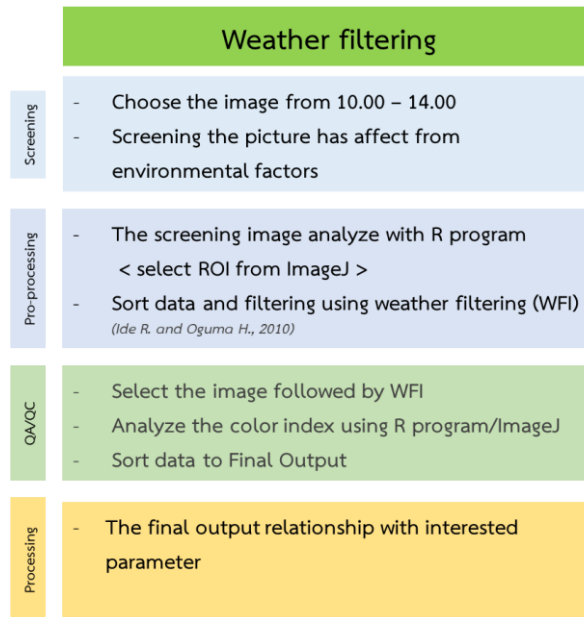 Weather filtering
Screening
- Choose the image from 10.00 – 14.00
- Screening the picture has affect from
environmental factors
Pro-processing
- The screening image analyze with R program
< select ROI from ImageJ >
- Sort data and filtering using weather filtering (WFI)
(Ide R. and Oguma H., 2010)
QA/QC
- Select the image followed by WFI
- Analyze the color index using R program/ImageJ
- Sort data to Final Output
Processing
- The final output relationship with interested
parameter